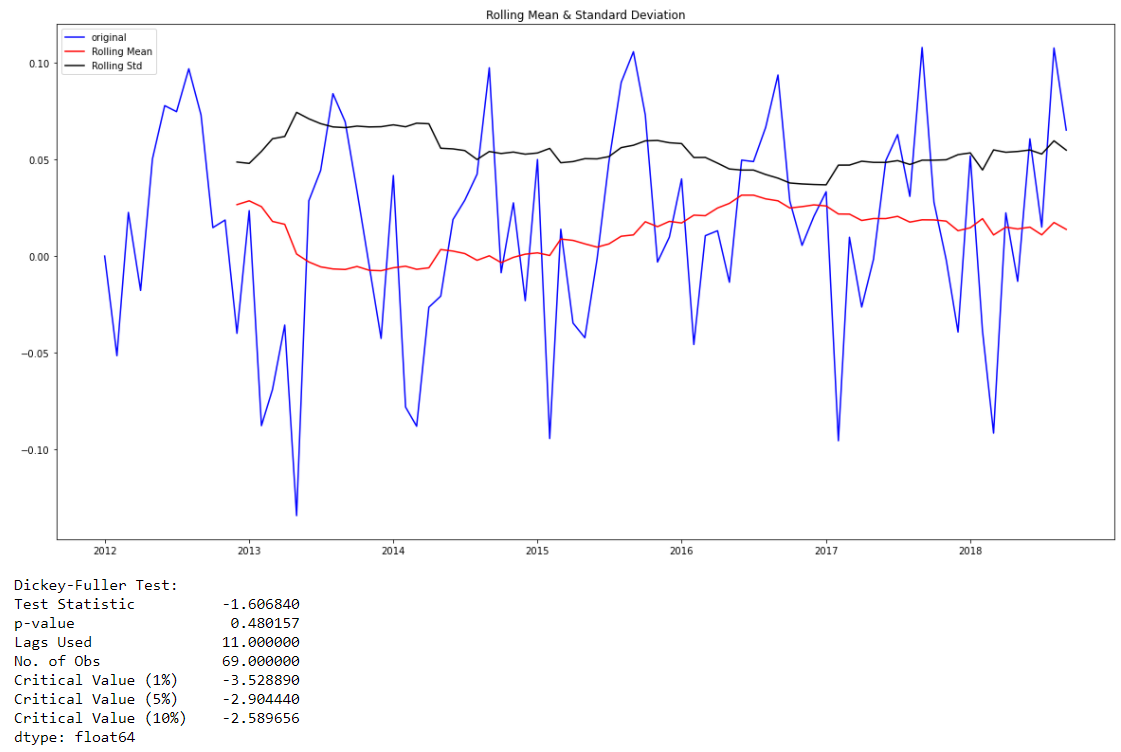 Rolling Mean & Standard Deviation
original
Rolling Mean
Rolling Std
0.10
0.05
0.00
−0.05
−0.10
2012 2013 2014 2015 2016 2017 2018
Dickey-Fuller Test:
Test Statistic -1.606840
p-value 0.480157
Lags Used 11.000000
No. of Obs 69.000000
Critical Value (1%) -3.528890
Critical Value (5%) -2.904440
Critical Value (10%) -2.589656
dtype: float64